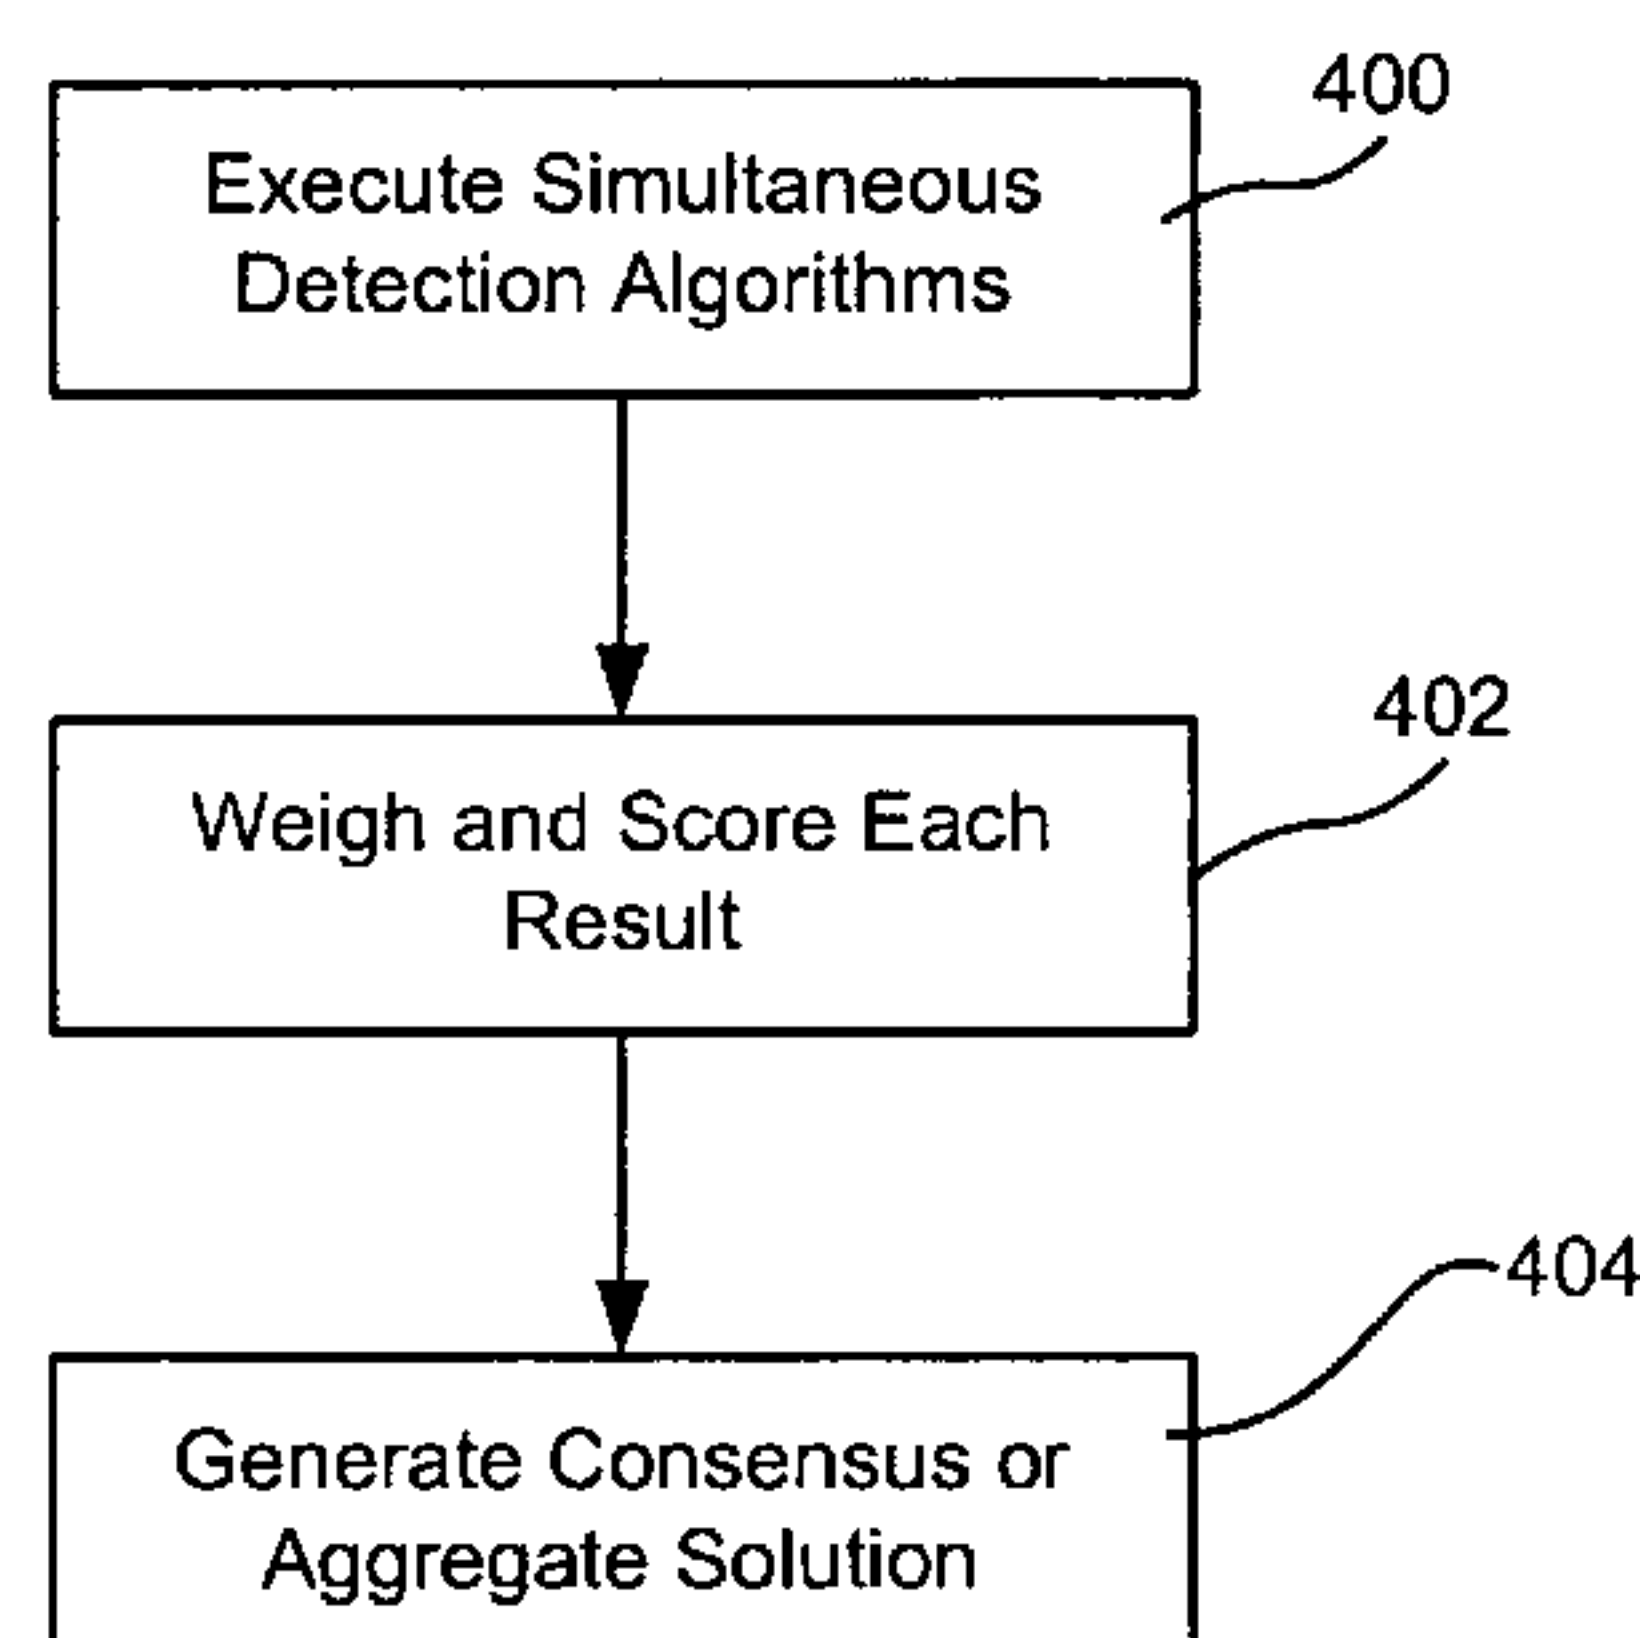 400
Execute Simultaneous
Detection Algorithms
402
Weigh and Score Each
Result
404
Generate Consensus or
Aggregate Solution